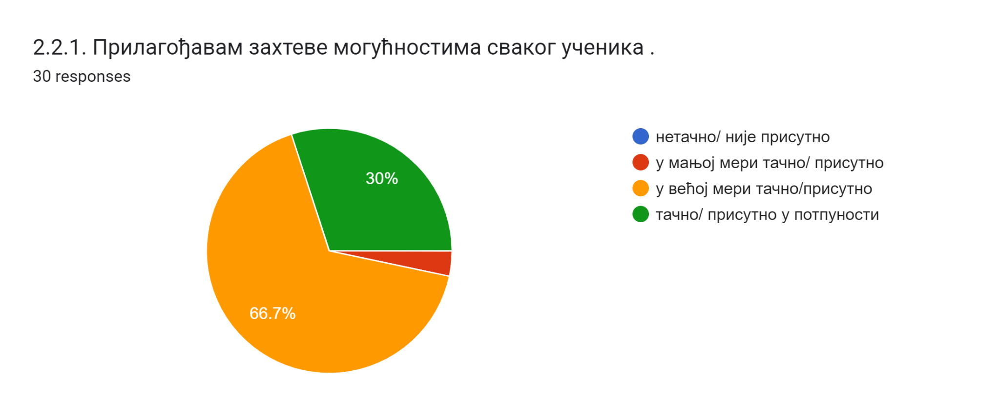 2.2.1. Прилагођавам захтеве могућностима сваког ученика .
30 responses
30%
66.7%
нетачно/ није присутно
у мањој мери тачно/ присутно
у већој мери тачно/присутно
тачно/ присутно у потпуности